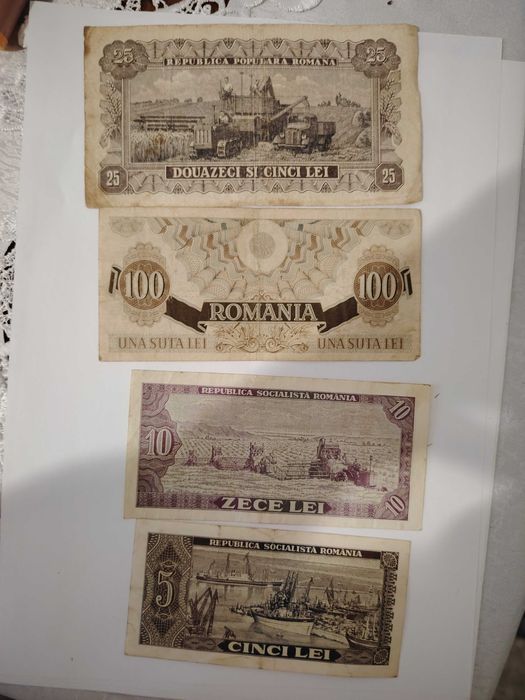 25 25
REPUBLICA POPULARA ROMANA
25 DOUAZECI SI CINCI LEI 25
100 ROMANIA 100
UNA SUTA LEI UNA SUTA LEI
REPUBLICA SOCIALISTĂ ROMÂNIA
10 10
ZECE LEI 10
REPUBLICA SOCIALISTĂ ROMÂNIA
5
CINCI LEI